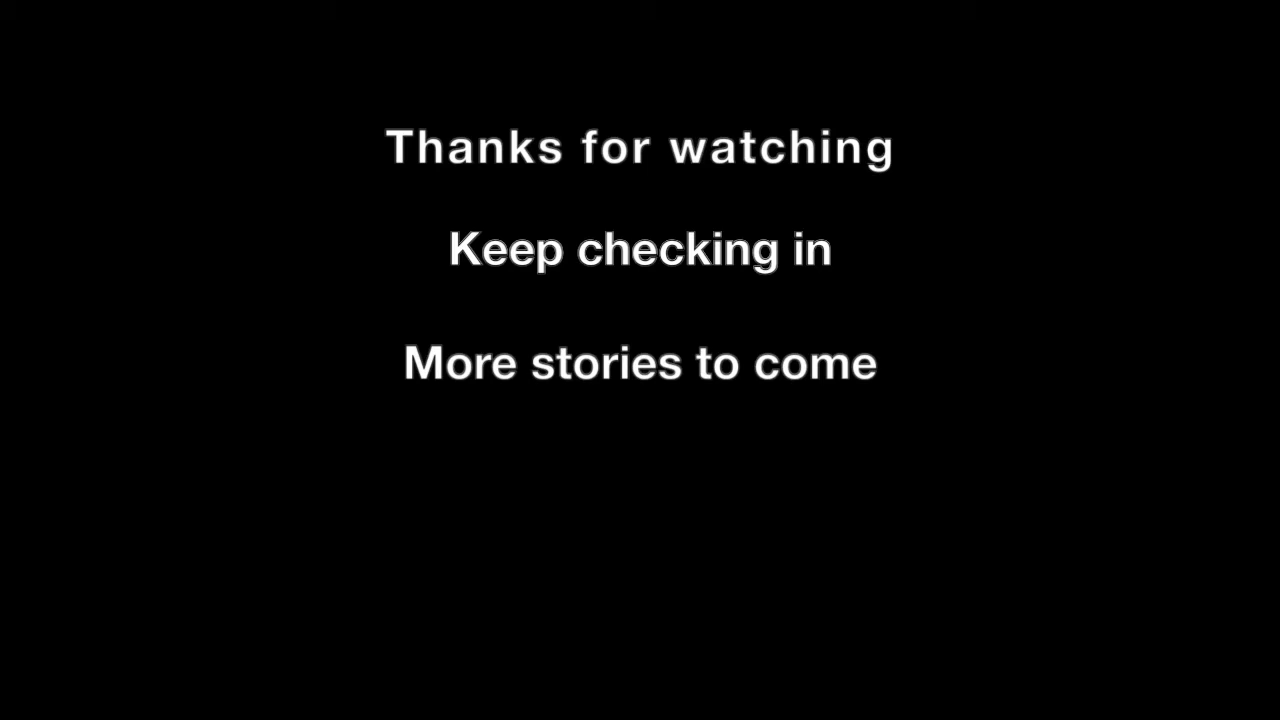 Thanks for watching
Keep checking in
More stories to come